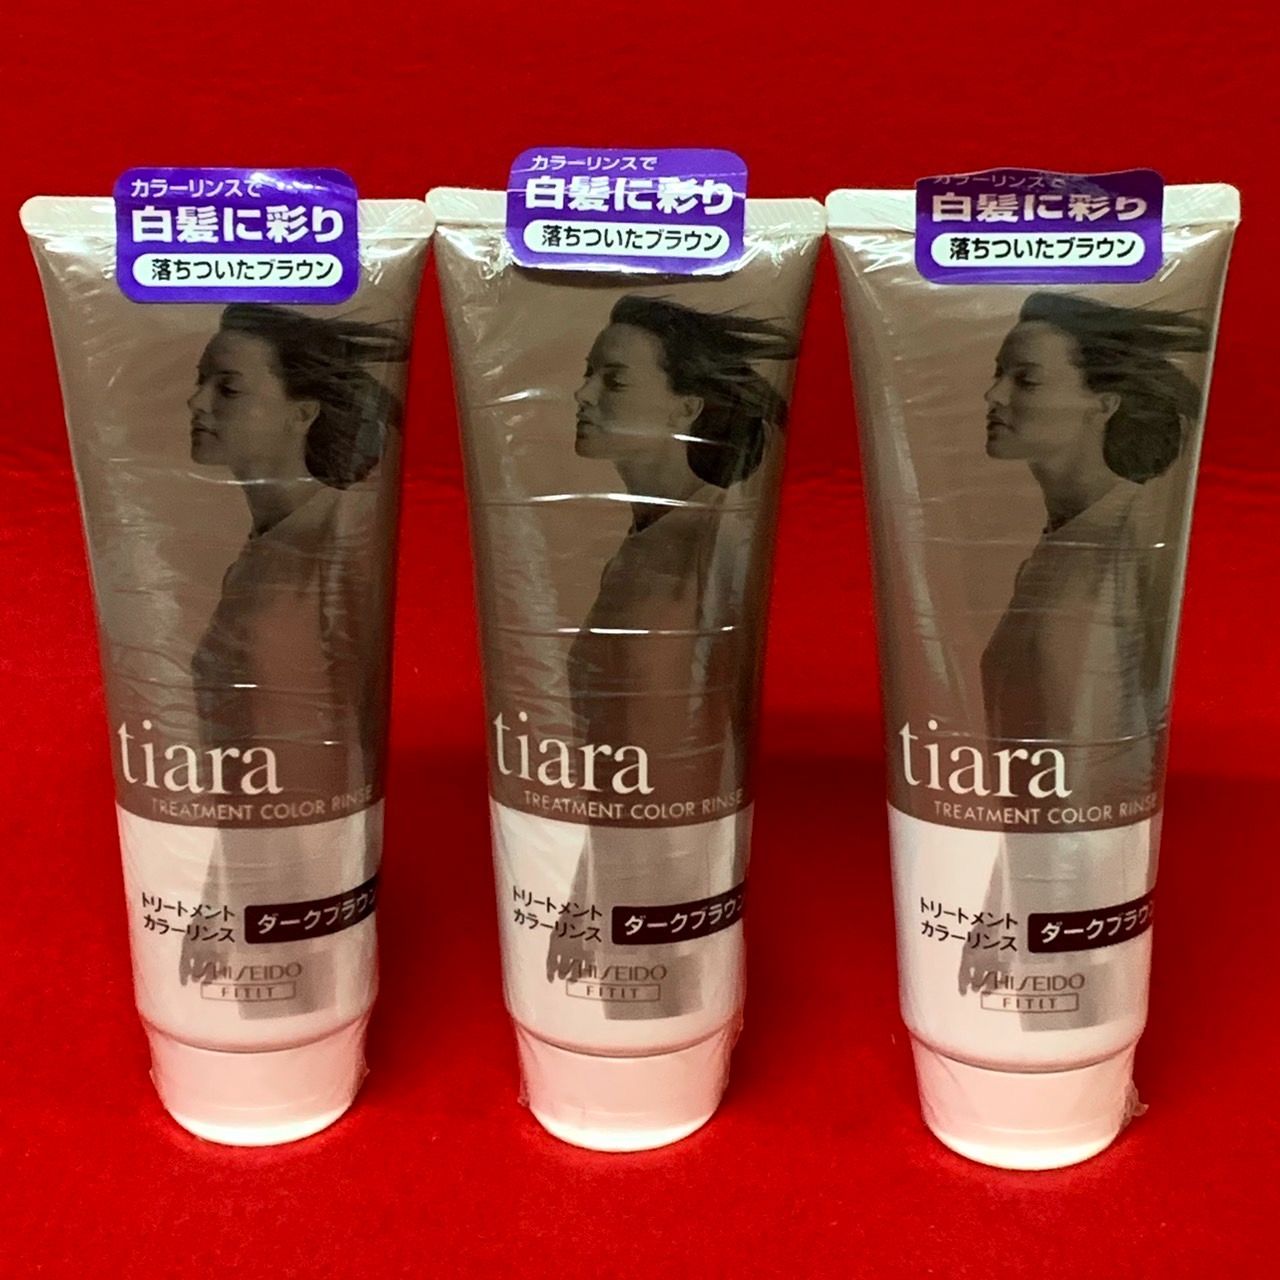 カラーリンスで
白髪に彩り
落ちついたブラウン
tiara
TREATMENT COLOR RINSE
トリートメント
カラーリンス
ダークブラウン
SHISEIDO
FITIT
カラーリンスで
白髪に彩り
落ちついたブラウン
tiara
TREATMENT COLOR RINSE
トリートメント
カラーリンス
ダークブラウン
SHISEIDO
FITIT
カラーリンスで
白髪に彩り
落ちついたブラウン
tiara
TREATMENT COLOR RINSE
トリートメント
カラーリンス
ダークブラウン
SHISEIDO
FITIT